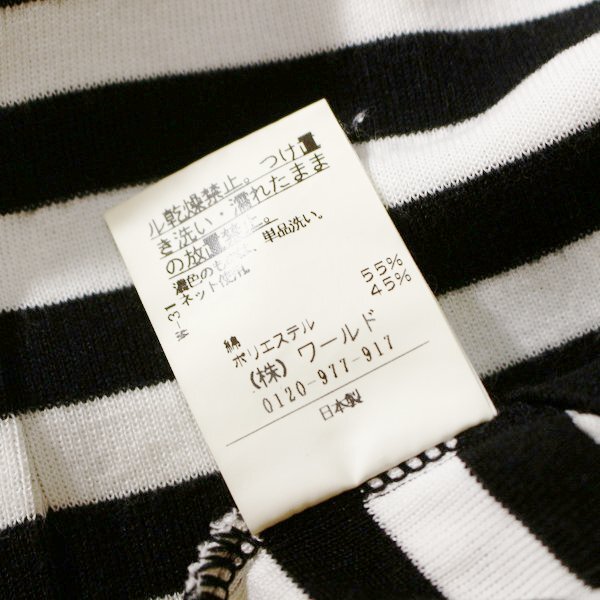 ル乾燥禁止。つけ置
き洗い・濡れたまま
の放置禁止。
濃色のもの、単品洗い。
ネット使用
W-31
綿 55%
ポリエステル 45%
(株) ワールド
0120-977-917
日本製